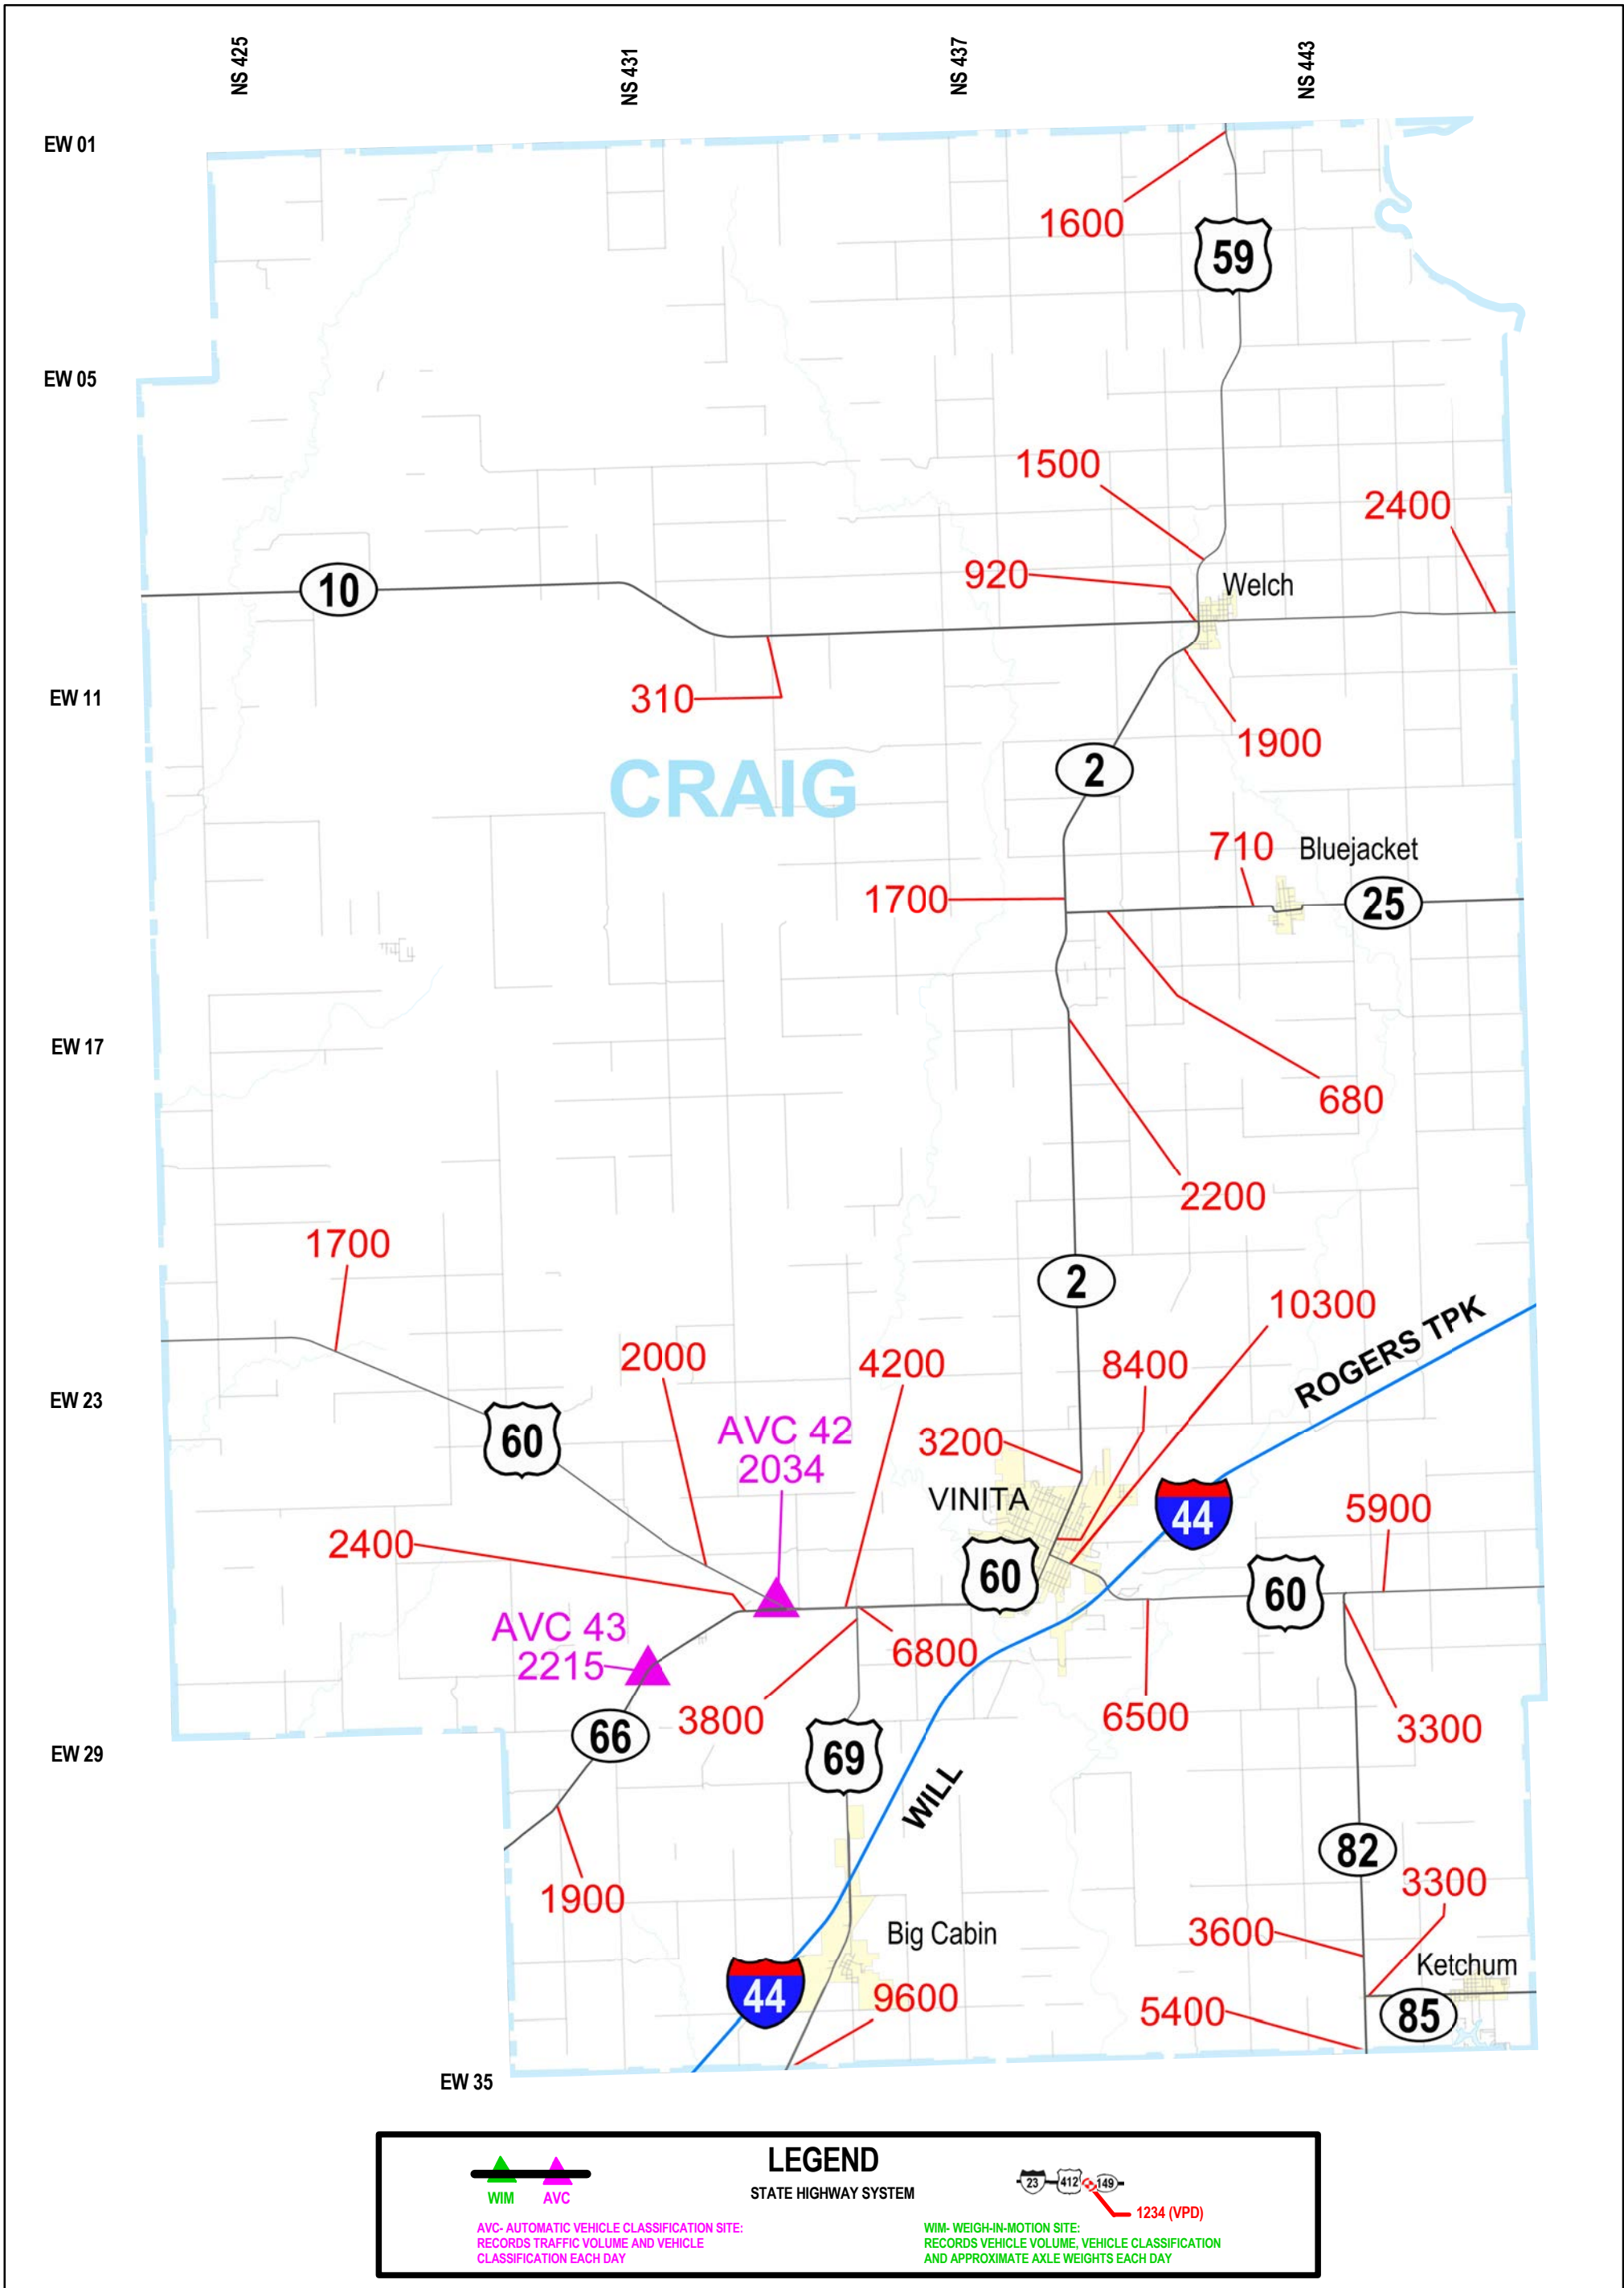 NS 425
NS 431
NS 437
NS 443
EW 01
1600
59
EW 05
1500
2400
10
920
Welch
EW 11
310
1900
CRAIG
2
710
Bluejacket
1700
25
EW 17
680
2200
1700
2
10300
ROGERS TPK
2000
4200
8400
EW 23
AVC 42
2034
60
3200
VINITA
44
5900
2400
60
60
AVC 43
2215
6800
3800
66
6500
3300
EW 29
69
WILL
82
1900
3300
3600
Big Cabin
Ketchum
44
9600
5400
85
EW 35
LEGEND
STATE HIGHWAY SYSTEM
WIM
AVC
23
412
149
1234 (VPD)
AVC- AUTOMATIC VEHICLE CLASSIFICATION SITE:
RECORDS TRAFFIC VOLUME AND VEHICLE
CLASSIFICATION EACH DAY
WIM- WEIGH-IN-MOTION SITE:
RECORDS VEHICLE VOLUME, VEHICLE CLASSIFICATION
AND APPROXIMATE AXLE WEIGHTS EACH DAY